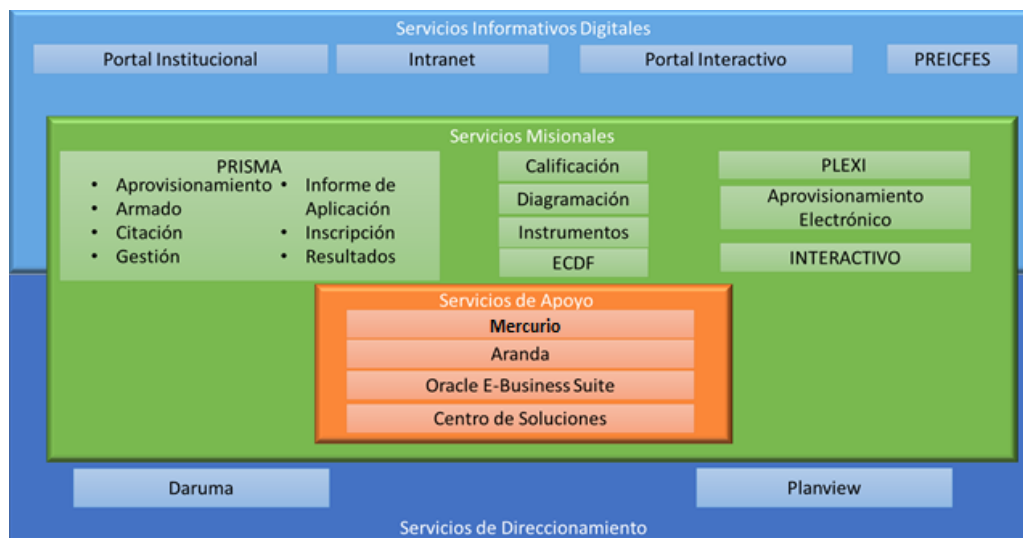 Servicios Informativos Digitales
Portal Institucional
Intranet
Portal Interactivo
PREICFES
Servicios Misionales
PRISMA
• Aprovisionamiento
• Armado
• Citación
• Gestión
• Informe de
Aplicación
• Inscripción
• Resultados
Calificación
Diagramación
Instrumentos
ECDF
PLEXI
Aprovisionamiento
Electrónico
INTERACTIVO
Servicios de Apoyo
Mercurio
Aranda
Oracle E-Business Suite
Centro de Soluciones
Daruma
Planview
Servicios de Direccionamiento